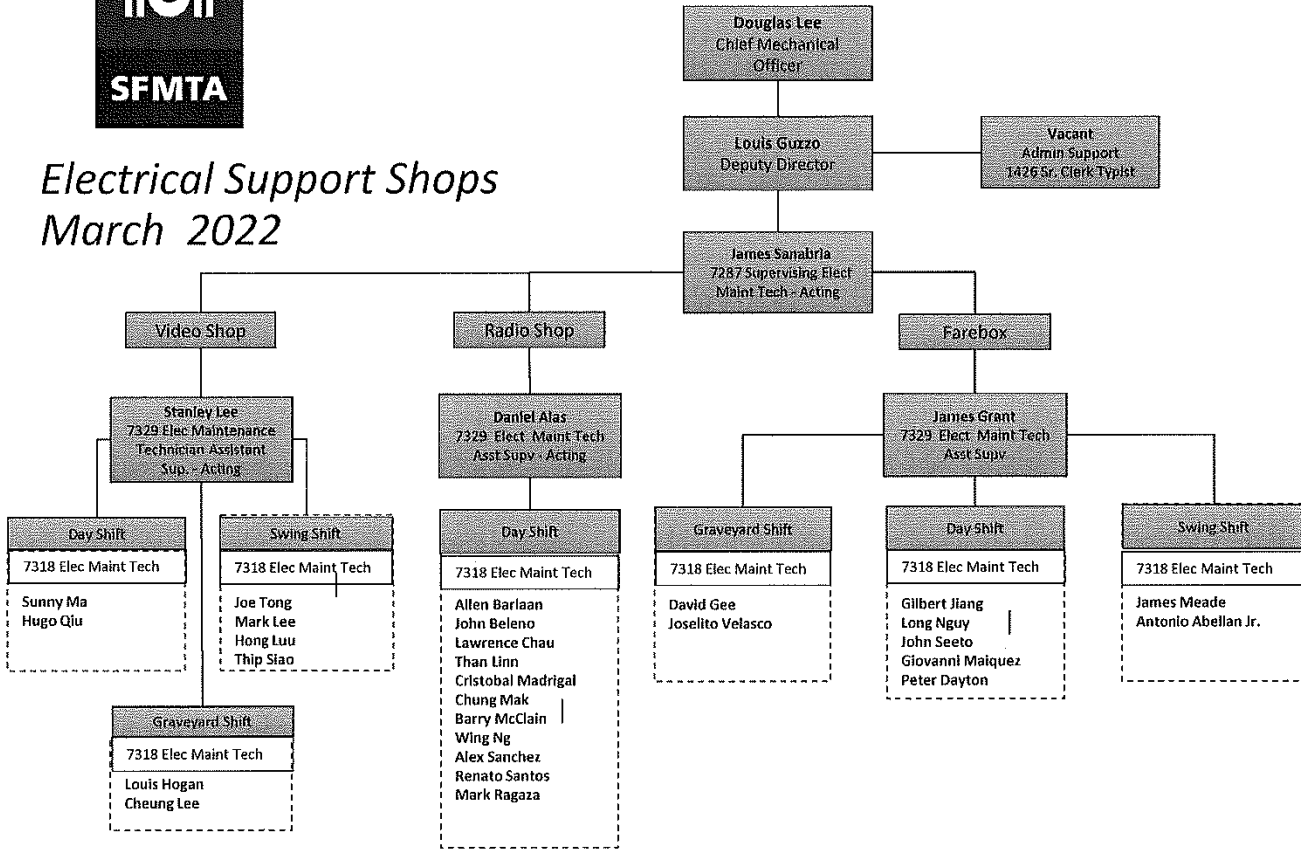 SFMTA
Electrical Support Shops
March 2022
Douglas Lee
Chief Mechanical
Officer
Louis Guzzo
Deputy Director
Vacant
Admin Support
1426 Sr. Clerk Typist
James Sanabria
7287 Supervising Elect
Maint Tech - Acting
Video Shop
Radio Shop
Farebox
Stanley Lee
7329 Elec Maintenance
Technician Assistant
Sup. - Acting
Daniel Alas
7329 Elect Maint Tech
Asst Supv - Acting
James Grant
7329 Elect Maint Tech
Asst Supv
Day Shift
7318 Elec Maint Tech
Sunny Ma
Hugo Qiu
Swing Shift
7318 Elec Maint Tech
Joe Tong
Mark Lee
Hong Luu
Thip Siao
Graveyard Shift
7318 Elec Maint Tech
Louis Hogan
Cheung Lee
Day Shift
7318 Elec Maint Tech
Allen Barlaan
John Beleno
Lawrence Chau
Than Linn
Cristobal Madrigal
Chung Mak
Barry McClain
Wing Ng
Alex Sanchez
Renato Santos
Mark Ragaza
Graveyard Shift
7318 Elec Maint Tech
David Gee
Joselito Velasco
Day Shift
7318 Elec Maint Tech
Gilbert Jiang
Long Nguy
John Seeto
Giovanni Maiquez
Peter Dayton
Swing Shift
7318 Elec Maint Tech
James Meade
Antonio Abellan Jr.